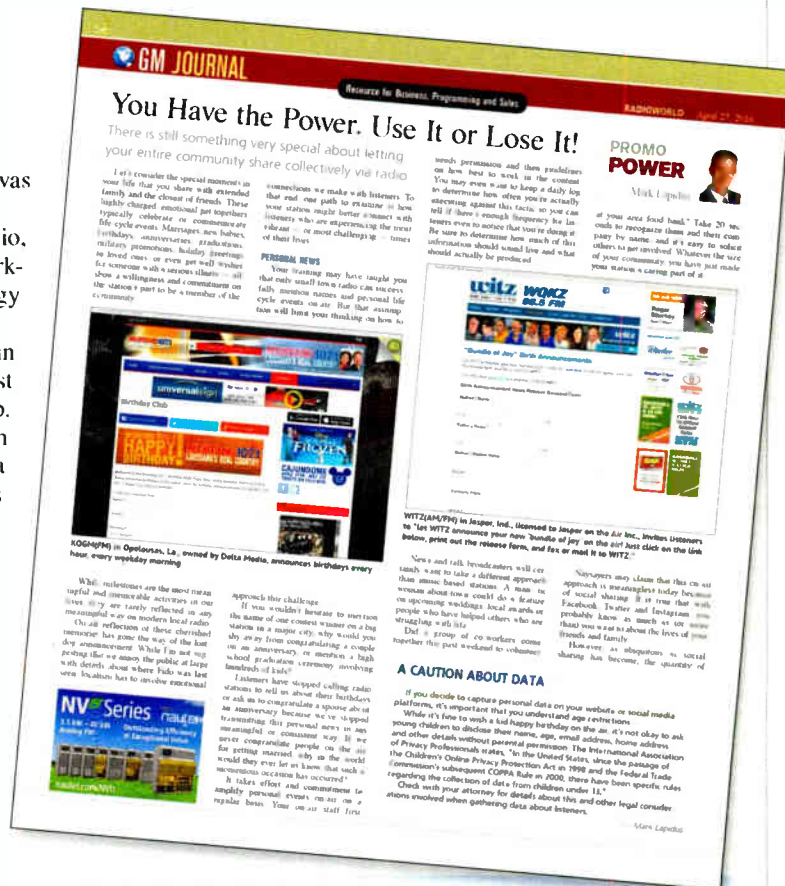 was
io,
rk-
gy
in
st
o.
n
a
s
GM JOURNAL
Resource for Business, Programming and Sales
RADIOWORLD April 27, 2016
You Have the Power. Use It or Lose It!
There is still something very special about letting
your entire community share collectively via radio
PROMO
POWER
Mark Lapidus
Let's consider the special moments in
your life that you share with extended
family and the closest of friends. These
highly charged emotional put togethers
typically celebrate or commemorate
life cycle events. Marriages, new babies,
birthdays, anniversaries, graduations,
military promotions, holiday greetings
to loved ones, or even get well wishes
for someone with a serious illness all
show a willingness and commitment on
the station's part to be a member of the
community.
connections we make with listeners. To
that end one path to examine is how
your station might better connect with
listeners who are experiencing the most
vibrant or most challenging times
of their lives.
PERSONAL NEWS
Your training may have taught you
that only small town radio can success
fully mention names and personal life
cycle events on air. But that assump
tion will limit your thinking on how to
needs permission and then guidelines
on how best to work in the content.
You may even want to keep a daily log
to determine how often you're actually
executing against this tactic, so you can
tell if there's enough frequency for lis
teners even to notice that you're doing it.
Be sure to determine how much of this
information should sound live and what
should actually be produced.
at your area food bank." Take 20 sec
onds to recognize them and their com
pany by name, and it's easy to solicit
others to get involved. Whatever the size
of your community, you have just made
your station a caring part of it.
universal
Birthday Club
HAPPY
BIRTHDAY!
107.1
LOUISIANA'S REAL COUNTRY
FROZEN
CAJUNDOME
KOGM(FM) in Opelousas, La., owned by Delta Media, announces birthdays every
hour, every weekday morning
witz WQKZ
98.5 FM
"Bundle of Joy" Birth Announcements
WITZ(AM/FM) in Jasper, Ind., licensed to Jasper on the Air Inc., invites listeners
to "let WITZ announce your new 'bundle of joy' on the air! Just click on the link
below, print out the release form, and fax or mail it to WITZ."
While milestones are the most mean
ingful and memorable activities in our
lives, they are rarely reflected in any
meaningful way on modern local radio.
On air reflection of these cherished
memories has gone the way of the lost
dog announcement. While I'm not sug
gesting that we annoy the public at large
with details about where Fido was last
seen, localism has to involve emotional
NV Series nautel
Outstanding Efficiency
at Exceptional Value
approach this challenge.
If you wouldn't hesitate to mention
the name of one contest winner on a big
station in a major city, why would you
shy away from congratulating a couple
on an anniversary, or mention a high
school graduation ceremony involving
hundreds of kids?
Listeners have stopped calling radio
stations to tell us about their birthdays
or ask us to congratulate a spouse about
an anniversary because we've stopped
transmitting this personal news in any
meaningful or consistent way. If we
never congratulate people on the air
for getting married, why in the world
would they ever let us know that such a
momentous occasion has occurred?
It takes effort and commitment to
amplify personal events on-air on a
regular basis. Your on-air staff first
News and talk broadcasters will cer
tainly want to take a different approach
than music based stations. A man or
woman about town could do a feature
on upcoming weddings, local awards or
people who have helped others who are
struggling with life.
Did a group of co workers come
together this past weekend to volunteer
Naysayers may claim that this on air
approach is meaningless today because
of social sharing. It is true that with
Facebook, Twitter and Instagram you
probably know as much as (or more
than) you want to about the lives of your
friends and family.
However, as ubiquitous as social
sharing has become, the quantity of
A CAUTION ABOUT DATA
If you decide to capture personal data on your website or social media
platforms, it's important that you understand age restrictions.
While it's fine to wish a kid happy birthday on the air, it's not okay to ask
young children to disclose their name, age, email address, home address
and other details without parental permission. The International Association
of Privacy Professionals states, "In the United States, since the passage of
the Children's Online Privacy Protection Act in 1998 and the Federal Trade
Commission's subsequent COPPA Rule in 2000, there have been specific rules
regarding the collection of data from children under 13."
Check with your attorney for details about this and other legal consider
ations involved when gathering data about listeners.
Mark Lapidus